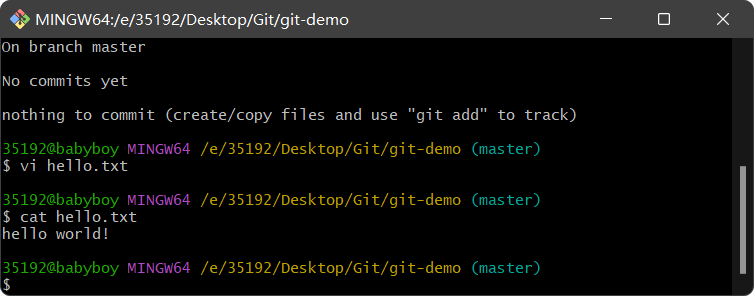 MINGW64:/e/35192/Desktop/Git/git-demo
On branch master
No commits yet
nothing to commit (create/copy files and use "git add" to track)
35192@babyboy MINGW64 /e/35192/Desktop/Git/git-demo (master)
$ vi hello.txt
35192@babyboy MINGW64 /e/35192/Desktop/Git/git-demo (master)
$ cat hello.txt
hello world!
35192@babyboy MINGW64 /e/35192/Desktop/Git/git-demo (master)
$